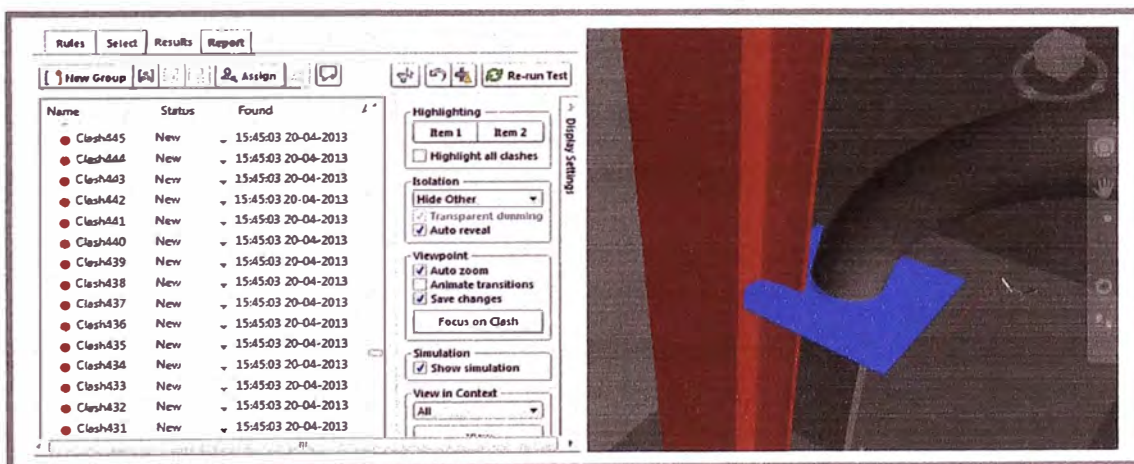 Rules Select Results Report
New Group Assign Re-run Test
Name Status Found
Clash445 New 15:45:03 20-04-2013
Clash444 New 15:45:03 20-04-2013
Clash443 New 15:45:03 20-04-2013
Clash442 New 15:45:03 20-04-2013
Clash441 New 15:45:03 20-04-2013
Clash440 New 15:45:03 20-04-2013
Clash439 New 15:45:03 20-04-2013
Clash438 New 15:45:03 20-04-2013
Clash437 New 15:45:03 20-04-2013
Clash436 New 15:45:03 20-04-2013
Clash435 New 15:45:03 20-04-2013
Clash434 New 15:45:03 20-04-2013
Clash433 New 15:45:03 20-04-2013
Clash432 New 15:45:03 20-04-2013
Clash431 New 15:45:03 20-04-2013
Highlighting
Item 1 Item 2
Highlight all clashes
Isolation
Hide Other
Transparent dimming
Auto reveal
Viewpoint
Auto zoom
Animate transitions
Save changes
Focus on Clash
Simulation
Show simulation
View in Context
All
Display Settings